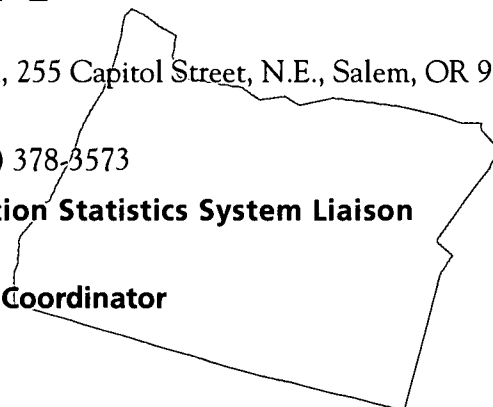 , 255 Capitol Street, N.E., Salem, OR 9
) 378-3573
tion Statistics System Liaison
Coordinator